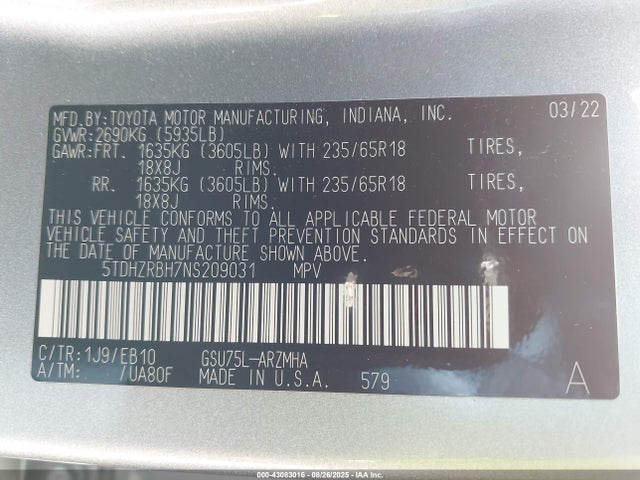 MFD.BY:TOYOTA MOTOR MANUFACTURING, INDIANA, INC. 03/22
GVWR:2690KG (5935LB)
GAWR:FRT. 1635KG (3605LB) WITH 235/65R18 TIRES,
18X8J RIMS.
RR. 1635KG (3605LB) WITH 235/65R18 TIRES,
18X8J RIMS.
THIS VEHICLE CONFORMS TO ALL APPLICABLE FEDERAL MOTOR
VEHICLE SAFETY AND THEFT PREVENTION STANDARDS IN EFFECT ON
THE DATE OF MANUFACTURE SHOWN ABOVE.
5TDHZRBH7NS209031 MPV
C/TR:1J9/EB10 GSU75L-ARZMHA
A/TM: /UA80F MADE IN U.S.A. 579 A
000-43083016 - 08/26/2025 - IAAI.com